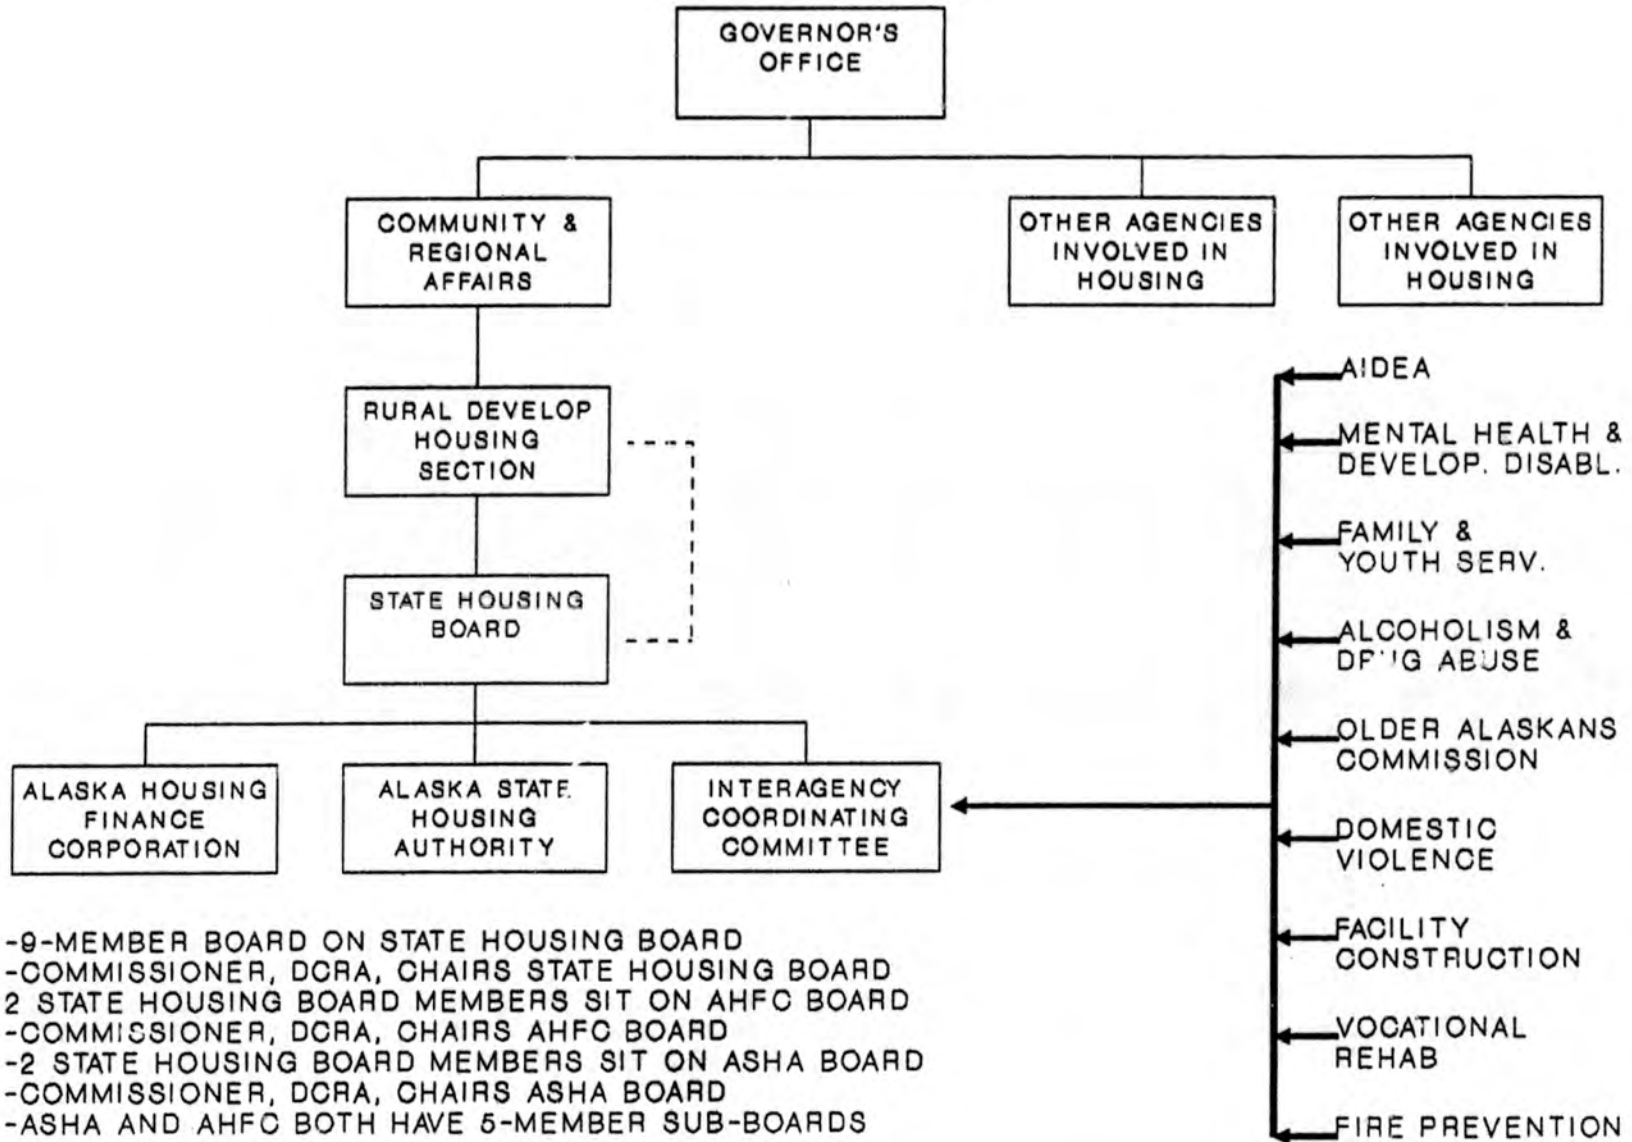 GOVERNOR'S
OFFICE
COMMUNITY &
REGIONAL
AFFAIRS
OTHER AGENCIES
INVOLVED IN
HOUSING
OTHER AGENCIES
INVOLVED IN
HOUSING
RURAL DEVELOP
HOUSING
SECTION
STATE HOUSING
BOARD
ALASKA HOUSING
FINANCE
CORPORATION
ALASKA STATE
HOUSING
AUTHORITY
INTERAGENCY
COORDINATING
COMMITTEE
AIDEA
MENTAL HEALTH &
DEVELOP. DISABL.
FAMILY &
YOUTH SERV.
ALCOHOLISM &
DRUG ABUSE
OLDER ALASKANS
COMMISSION
DOMESTIC
VIOLENCE
FACILITY
CONSTRUCTION
VOCATIONAL
REHAB
FIRE PREVENTION
-9-MEMBER BOARD ON STATE HOUSING BOARD
-COMMISSIONER, DCRA, CHAIRS STATE HOUSING BOARD
2 STATE HOUSING BOARD MEMBERS SIT ON AHFC BOARD
-COMMISSIONER, DCRA, CHAIRS AHFC BOARD
-2 STATE HOUSING BOARD MEMBERS SIT ON ASHA BOARD
-COMMISSIONER, DCRA, CHAIRS ASHA BOARD
-ASHA AND AHFC BOTH HAVE 5-MEMBER SUB-BOARDS